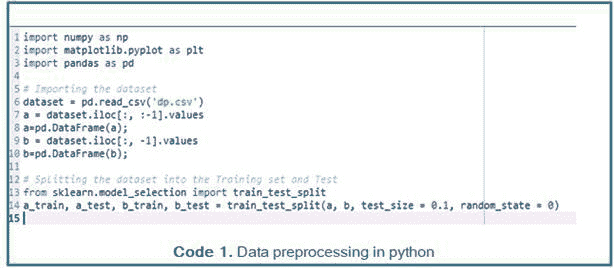 1 import numpy as np
2 import matplotlib.pyplot as plt
3 import pandas as pd
4
5 # Importing the dataset
6 dataset = pd.read_csv('dp.csv')
7 a = dataset.iloc[:, :-1].values
8 a=pd.DataFrame(a);
9 b = dataset.iloc[:, -1].values
10 b=pd.DataFrame(b);
11
12 # Splitting the dataset into the Training set and Test
13 from sklearn.model_selection import train_test_split
14 a_train, a_test, b_train, b_test = train_test_split(a, b, test_size = 0.1, random_state = 0)
15
Code 1. Data preprocessing in python